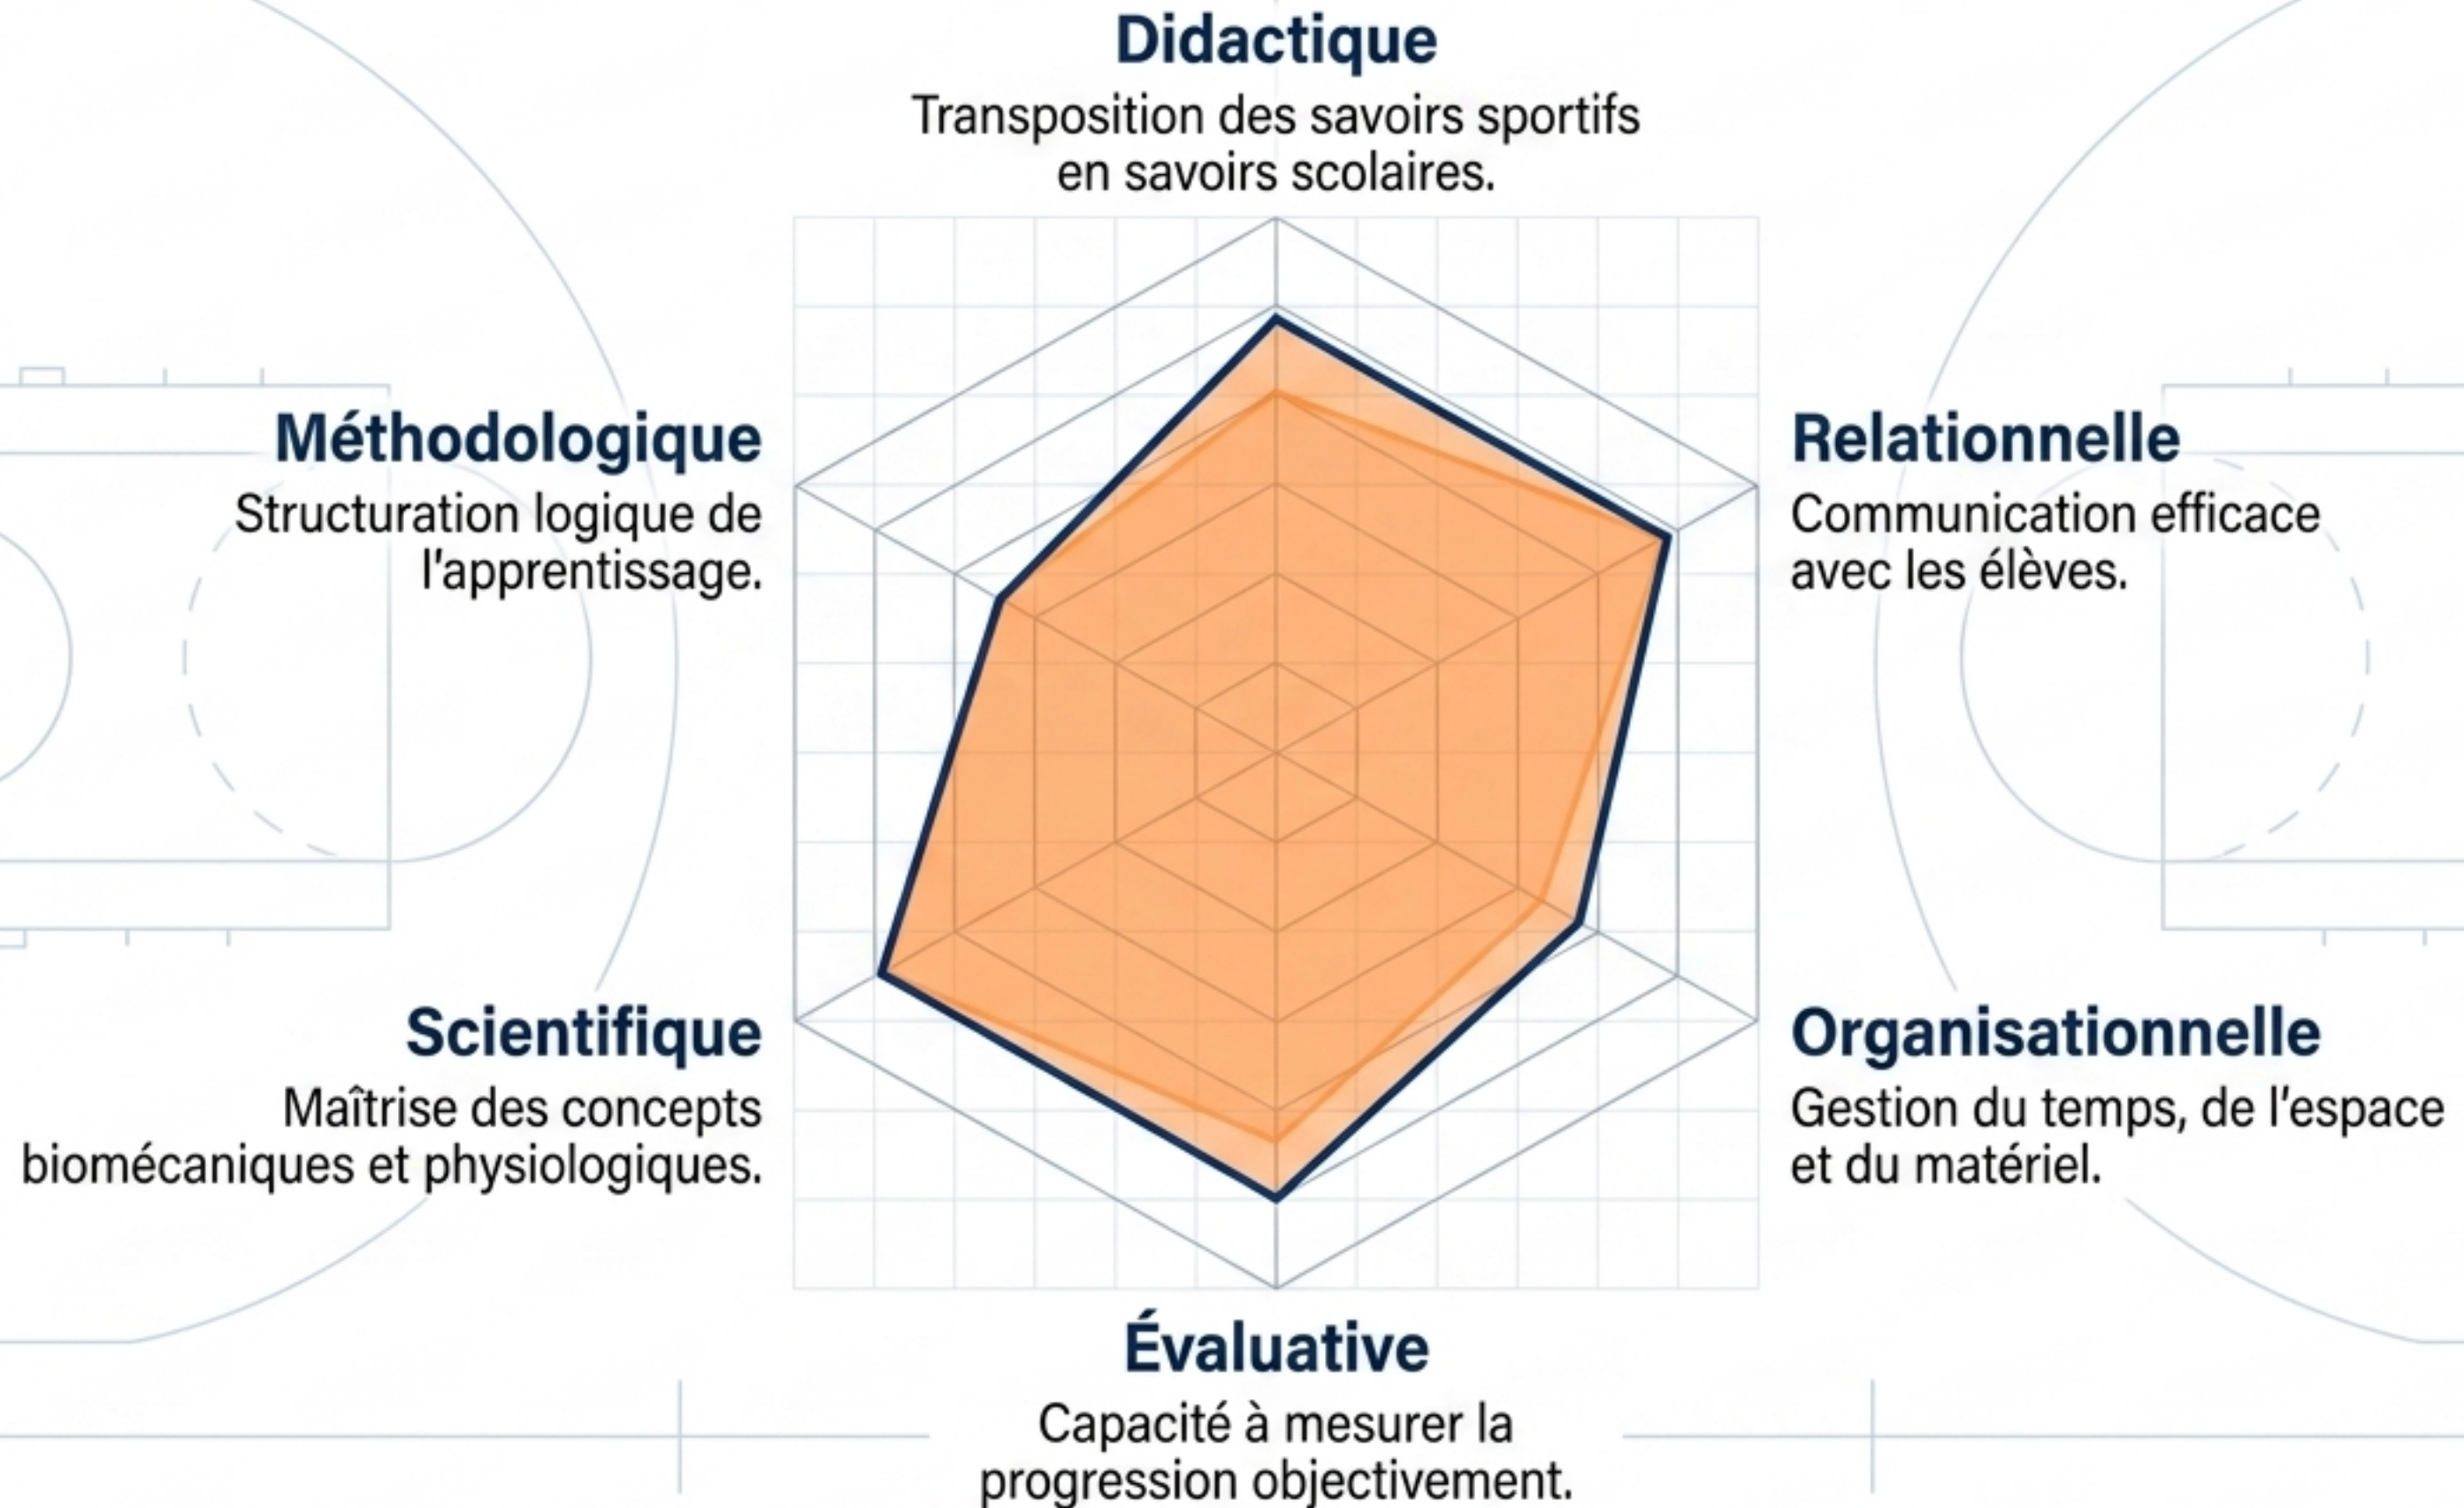 Didactique
Transposition des savoirs sportifs
en savoirs scolaires.
Méthodologique
Structuration logique de
l'apprentissage.
Relationnelle
Communication efficace
avec les élèves.
Scientifique
Maîtrise des concepts
biomécaniques et physiologiques.
Organisationnelle
Gestion du temps, de l'espace
et du matériel.
Évaluative
Capacité à mesurer la
progression objectivement.